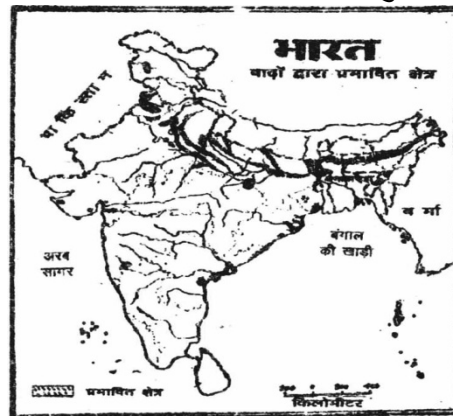 भारत
बाढ़ों द्वारा प्रभावित क्षेत्र
पाकिस्तान
बर्मा
अरब
सागर
बंगाल
की खाड़ी
प्रभावित क्षेत्र
किलोमीटर